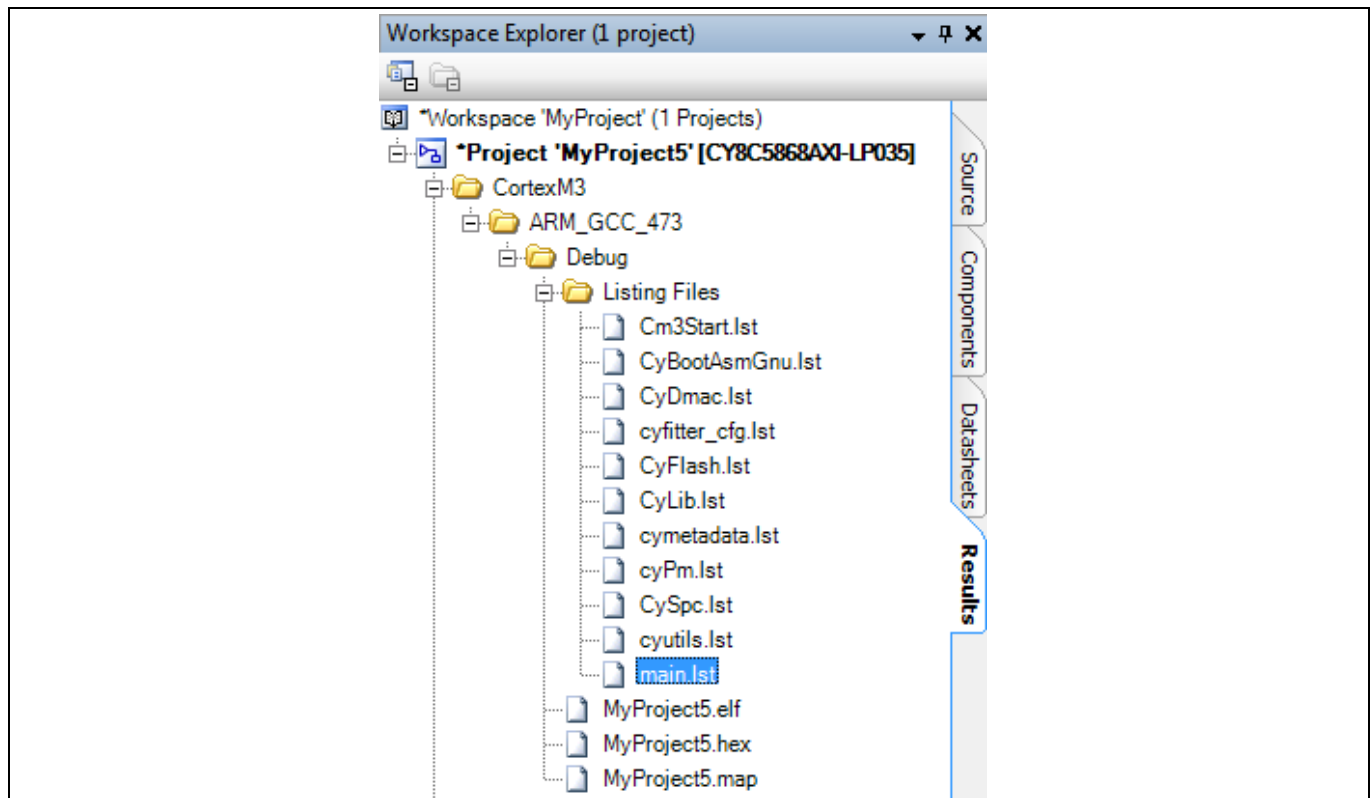 Workspace Explorer (1 project)
*Workspace 'MyProject' (1 Projects)
*Project 'MyProject5' [CY8C5868AXI-LP035]
CortexM3
ARM_GCC_473
Debug
Listing Files
Cm3Start.lst
CyBootAsmGnu.lst
CyDmac.lst
cyfitter_cfg.lst
CyFlash.lst
CyLib.lst
cymetadata.lst
cyPm.lst
CySpc.lst
cyutils.lst
main.lst
MyProject5.elf
MyProject5.hex
MyProject5.map
Source
Components
Datasheets
Results